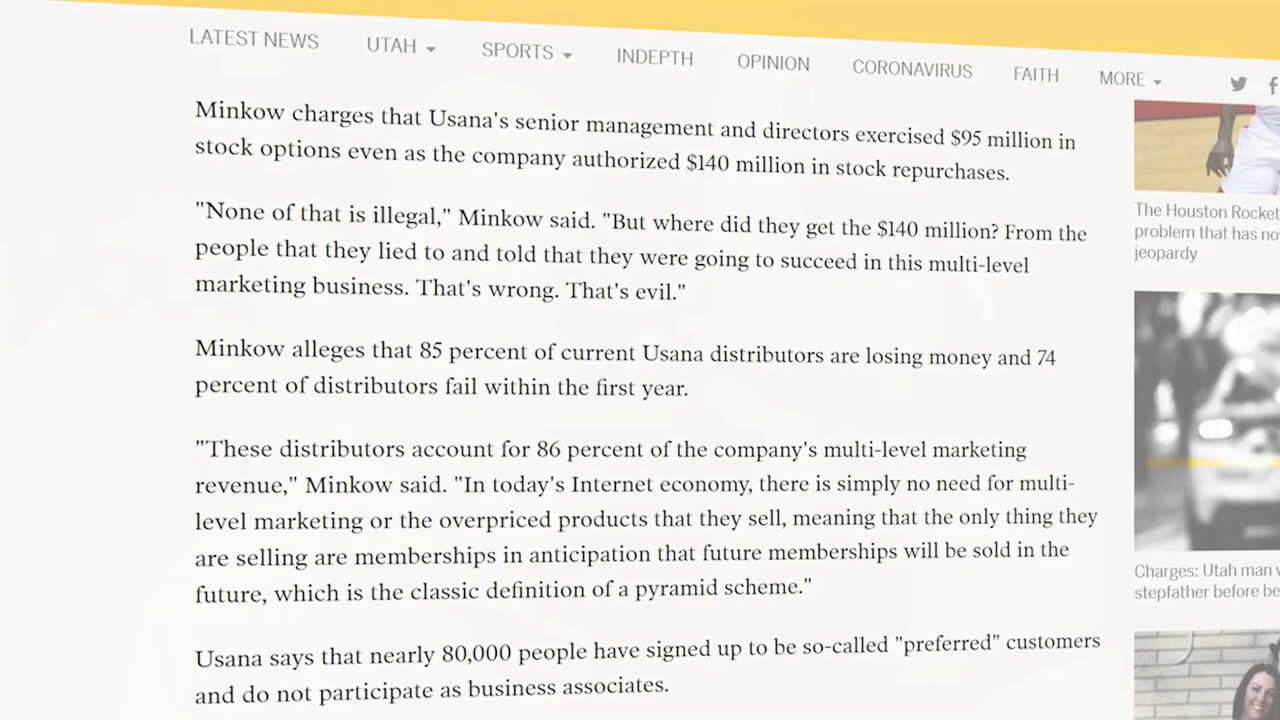 LATEST NEWS UTAH SPORTS INDEPTH OPINION CORONAVIRUS FAITH MORE
Minkow charges that Usana's senior management and directors exercised $95 million in
stock options even as the company authorized $140 million in stock repurchases.
"None of that is illegal," Minkow said. "But where did they get the $140 million? From the
people that they lied to and told that they were going to succeed in this multi-level
marketing business. That's wrong. That's evil."
Minkow alleges that 85 percent of current Usana distributors are losing money and 74
percent of distributors fail within the first year.
"These distributors account for 86 percent of the company's multi-level marketing
revenue," Minkow said. "In today's Internet economy, there is simply no need for multi-
level marketing or the overpriced products that they sell, meaning that the only thing they
are selling are memberships in anticipation that future memberships will be sold in the
future, which is the classic definition of a pyramid scheme."
Usana says that nearly 80,000 people have signed up to be so-called "preferred" customers
and do not participate as business associates.
The Houston Rocket
problem that has no
jeopardy
Charges: Utah man
stepfather before be